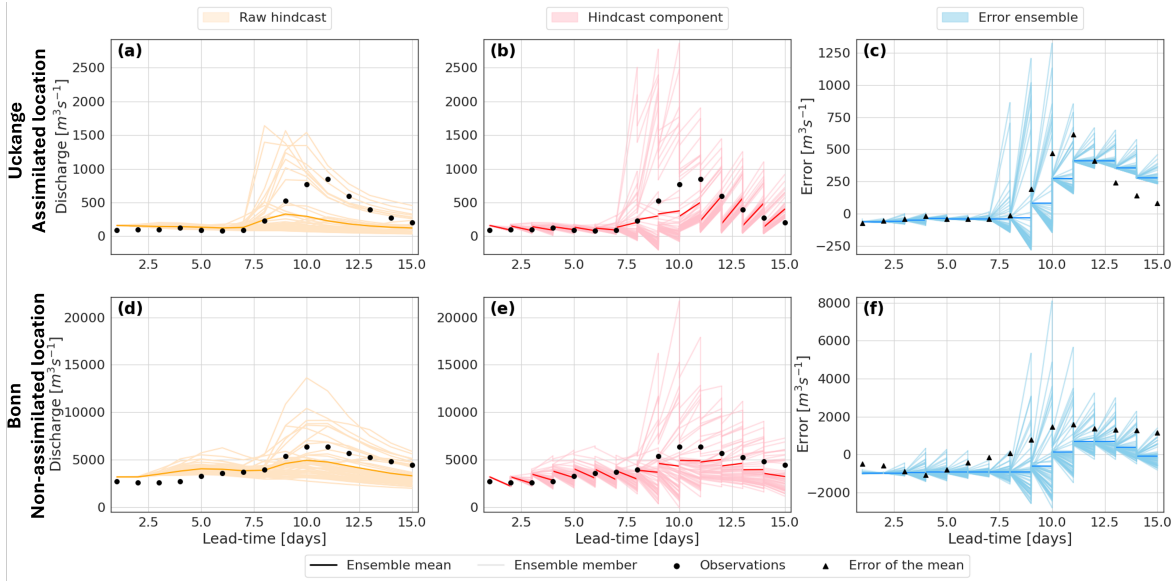 Raw hindcast
Hindcast component
Error ensemble
Uckange
Assimilated location
(a)
Discharge [m³s⁻¹]
2500
2000
1500
1000
500
0
2.5 5.0 7.5 10.0 12.5 15.0
(b)
2500
2000
1500
1000
500
0
2.5 5.0 7.5 10.0 12.5 15.0
(c)
Error [m³s⁻¹]
1250
1000
750
500
250
0
−250
2.5 5.0 7.5 10.0 12.5 15.0
Bonn
Non-assimilated location
(d)
Discharge [m³s⁻¹]
20000
15000
10000
5000
0
2.5 5.0 7.5 10.0 12.5 15.0
Lead-time [days]
(e)
20000
15000
10000
5000
0
2.5 5.0 7.5 10.0 12.5 15.0
Lead-time [days]
(f)
Error [m³s⁻¹]
8000
6000
4000
2000
0
−2000
2.5 5.0 7.5 10.0 12.5 15.0
Lead-time [days]
Ensemble mean
Ensemble member
Observations
Error of the mean